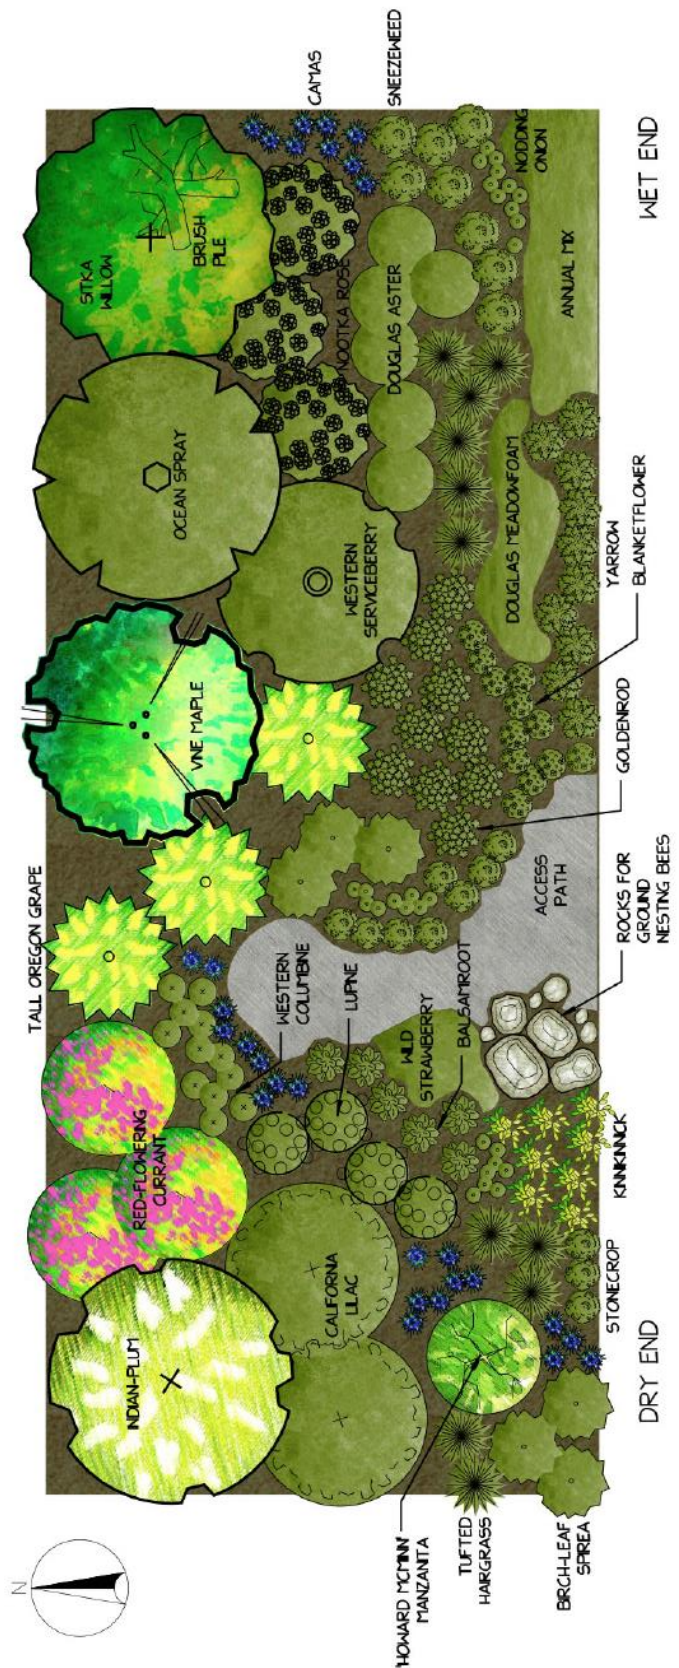 N
TALL OREGON GRAPE
INDIAN-PLUM
RED-FLOWERING
CURRANT
VINE MAPLE
OCEAN SPRAY
SITKA
WILLOW
BRUSH
PILE
CALIFORNIA
LILAC
WESTERN
COLUMBINE
LUPINE
WESTERN
SERVICEBERRY
NOOTKA ROSE
CAMAS
WILD
STRAWBERRY
BALSAMROOT
DOUGLAS ASTER
SNEEZEWEED
ACCESS
PATH
DOUGLAS MEADOWFOAM
ANNUAL MIX
NODDING
ONION
'HOWARD MCMINN'
MANZANITA
TUFTED
HAIRGRASS
BIRCH-LEAF
SPIREA
STONECROP
KINNIKINNICK
ROCKS FOR
GROUND
NESTING BEES
GOLDENROD
YARROW
BLANKETFLOWER
DRY END
WET END